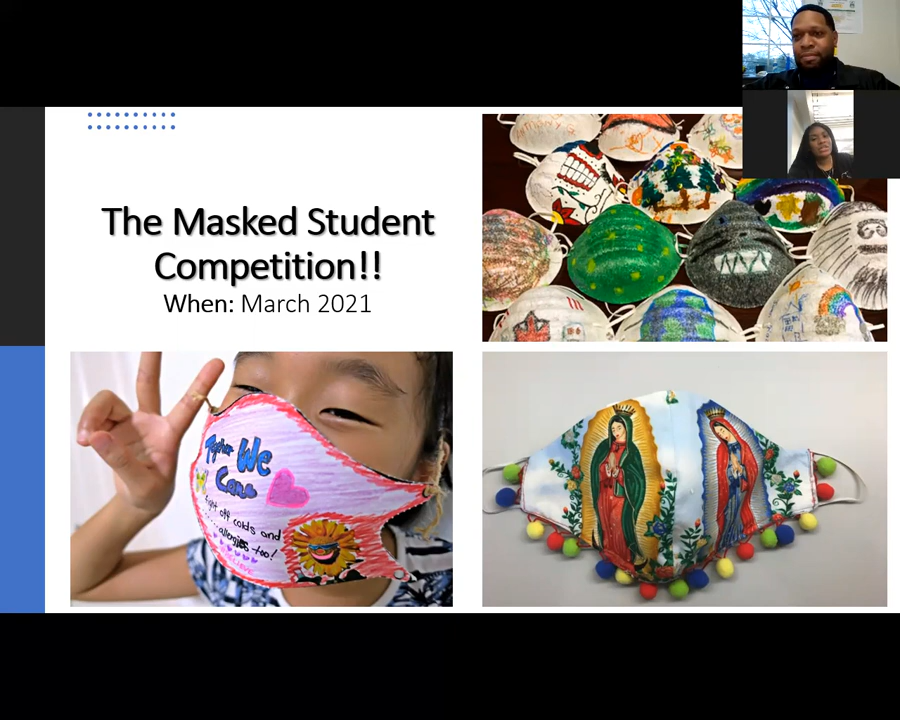 The Masked Student
Competition!!
When: March 2021
Together We
Care
fight off colds and
allergies too!